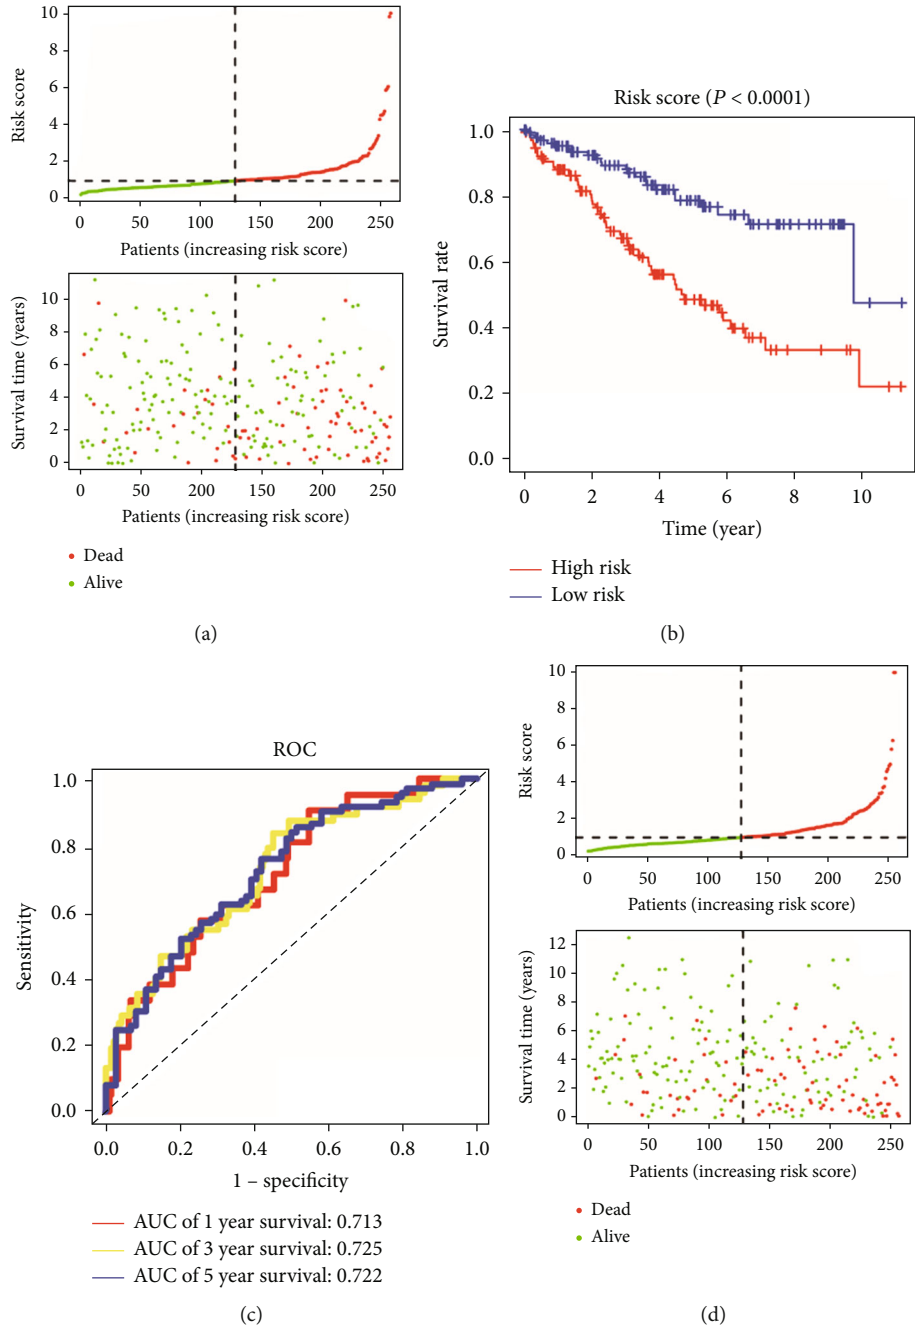 10
8
6
4
2
0
Risk score
0 50 100 150 200 250
Patients (increasing risk score)
10
8
6
4
2
0
Survival time (years)
0 50 200 150 200 250
Patients (increasing risk score)
Dead
Alive
(a)
Risk score (P < 0.0001)
1.0
0.8
0.6
0.4
0.2
0.0
Survival rate
0 2 4 6 8 10
Time (year)
High risk
Low risk
(b)
ROC
1.0
0.8
0.6
0.4
0.2
0.0
Sensitivity
0.0 0.2 0.4 0.6 0.8 1.0
1 – specificity
AUC of 1 year survival: 0.713
AUC of 3 year survival: 0.725
AUC of 5 year survival: 0.722
(c)
10
8
6
4
2
0
Risk score
0 50 100 150 200 250
Patients (increasing risk score)
12
10
8
6
4
2
0
Survival time (years)
0 50 100 150 200 250
Patients (increasing risk score)
Dead
Alive
(d)